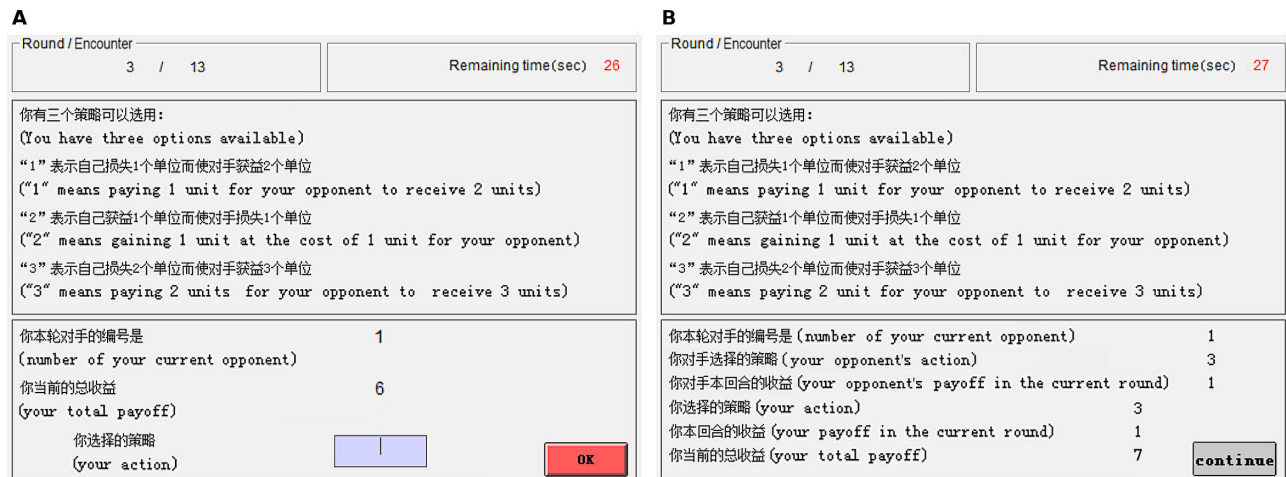 A
Round / Encounter
3 / 13
Remaining time(sec) 26
你有三个策略可以选用：
(You have three options available)
“1”表示自己损失1个单位而使对手获益2个单位
("1" means paying 1 unit for your opponent to receive 2 units)
“2”表示自己获益1个单位而使对手损失1个单位
("2" means gaining 1 unit at the cost of 1 unit for your opponent)
“3”表示自己损失2个单位而使对手获益3个单位
("3" means paying 2 units for your opponent to receive 3 units)
你本轮对手的编号是 1
(number of your current opponent)
你当前的总收益 6
(your total payoff)
你选择的策略
(your action)
OK
B
Round / Encounter
3 / 13
Remaining time(sec) 27
你有三个策略可以选用：
(You have three options available)
“1”表示自己损失1个单位而使对手获益2个单位
("1" means paying 1 unit for your opponent to receive 2 units)
“2”表示自己获益1个单位而使对手损失1个单位
("2" means gaining 1 unit at the cost of 1 unit for your opponent)
“3”表示自己损失2个单位而使对手获益3个单位
("3" means paying 2 unit for your opponent to receive 3 units)
你本轮对手的编号是(number of your current opponent) 1
你对手选择的策略(your opponent's action) 3
你对手本回合的收益(your opponent's payoff in the current round) 1
你选择的策略(your action) 3
你本回合的收益(your payoff in the current round) 1
你当前的总收益(your total payoff) 7
continue